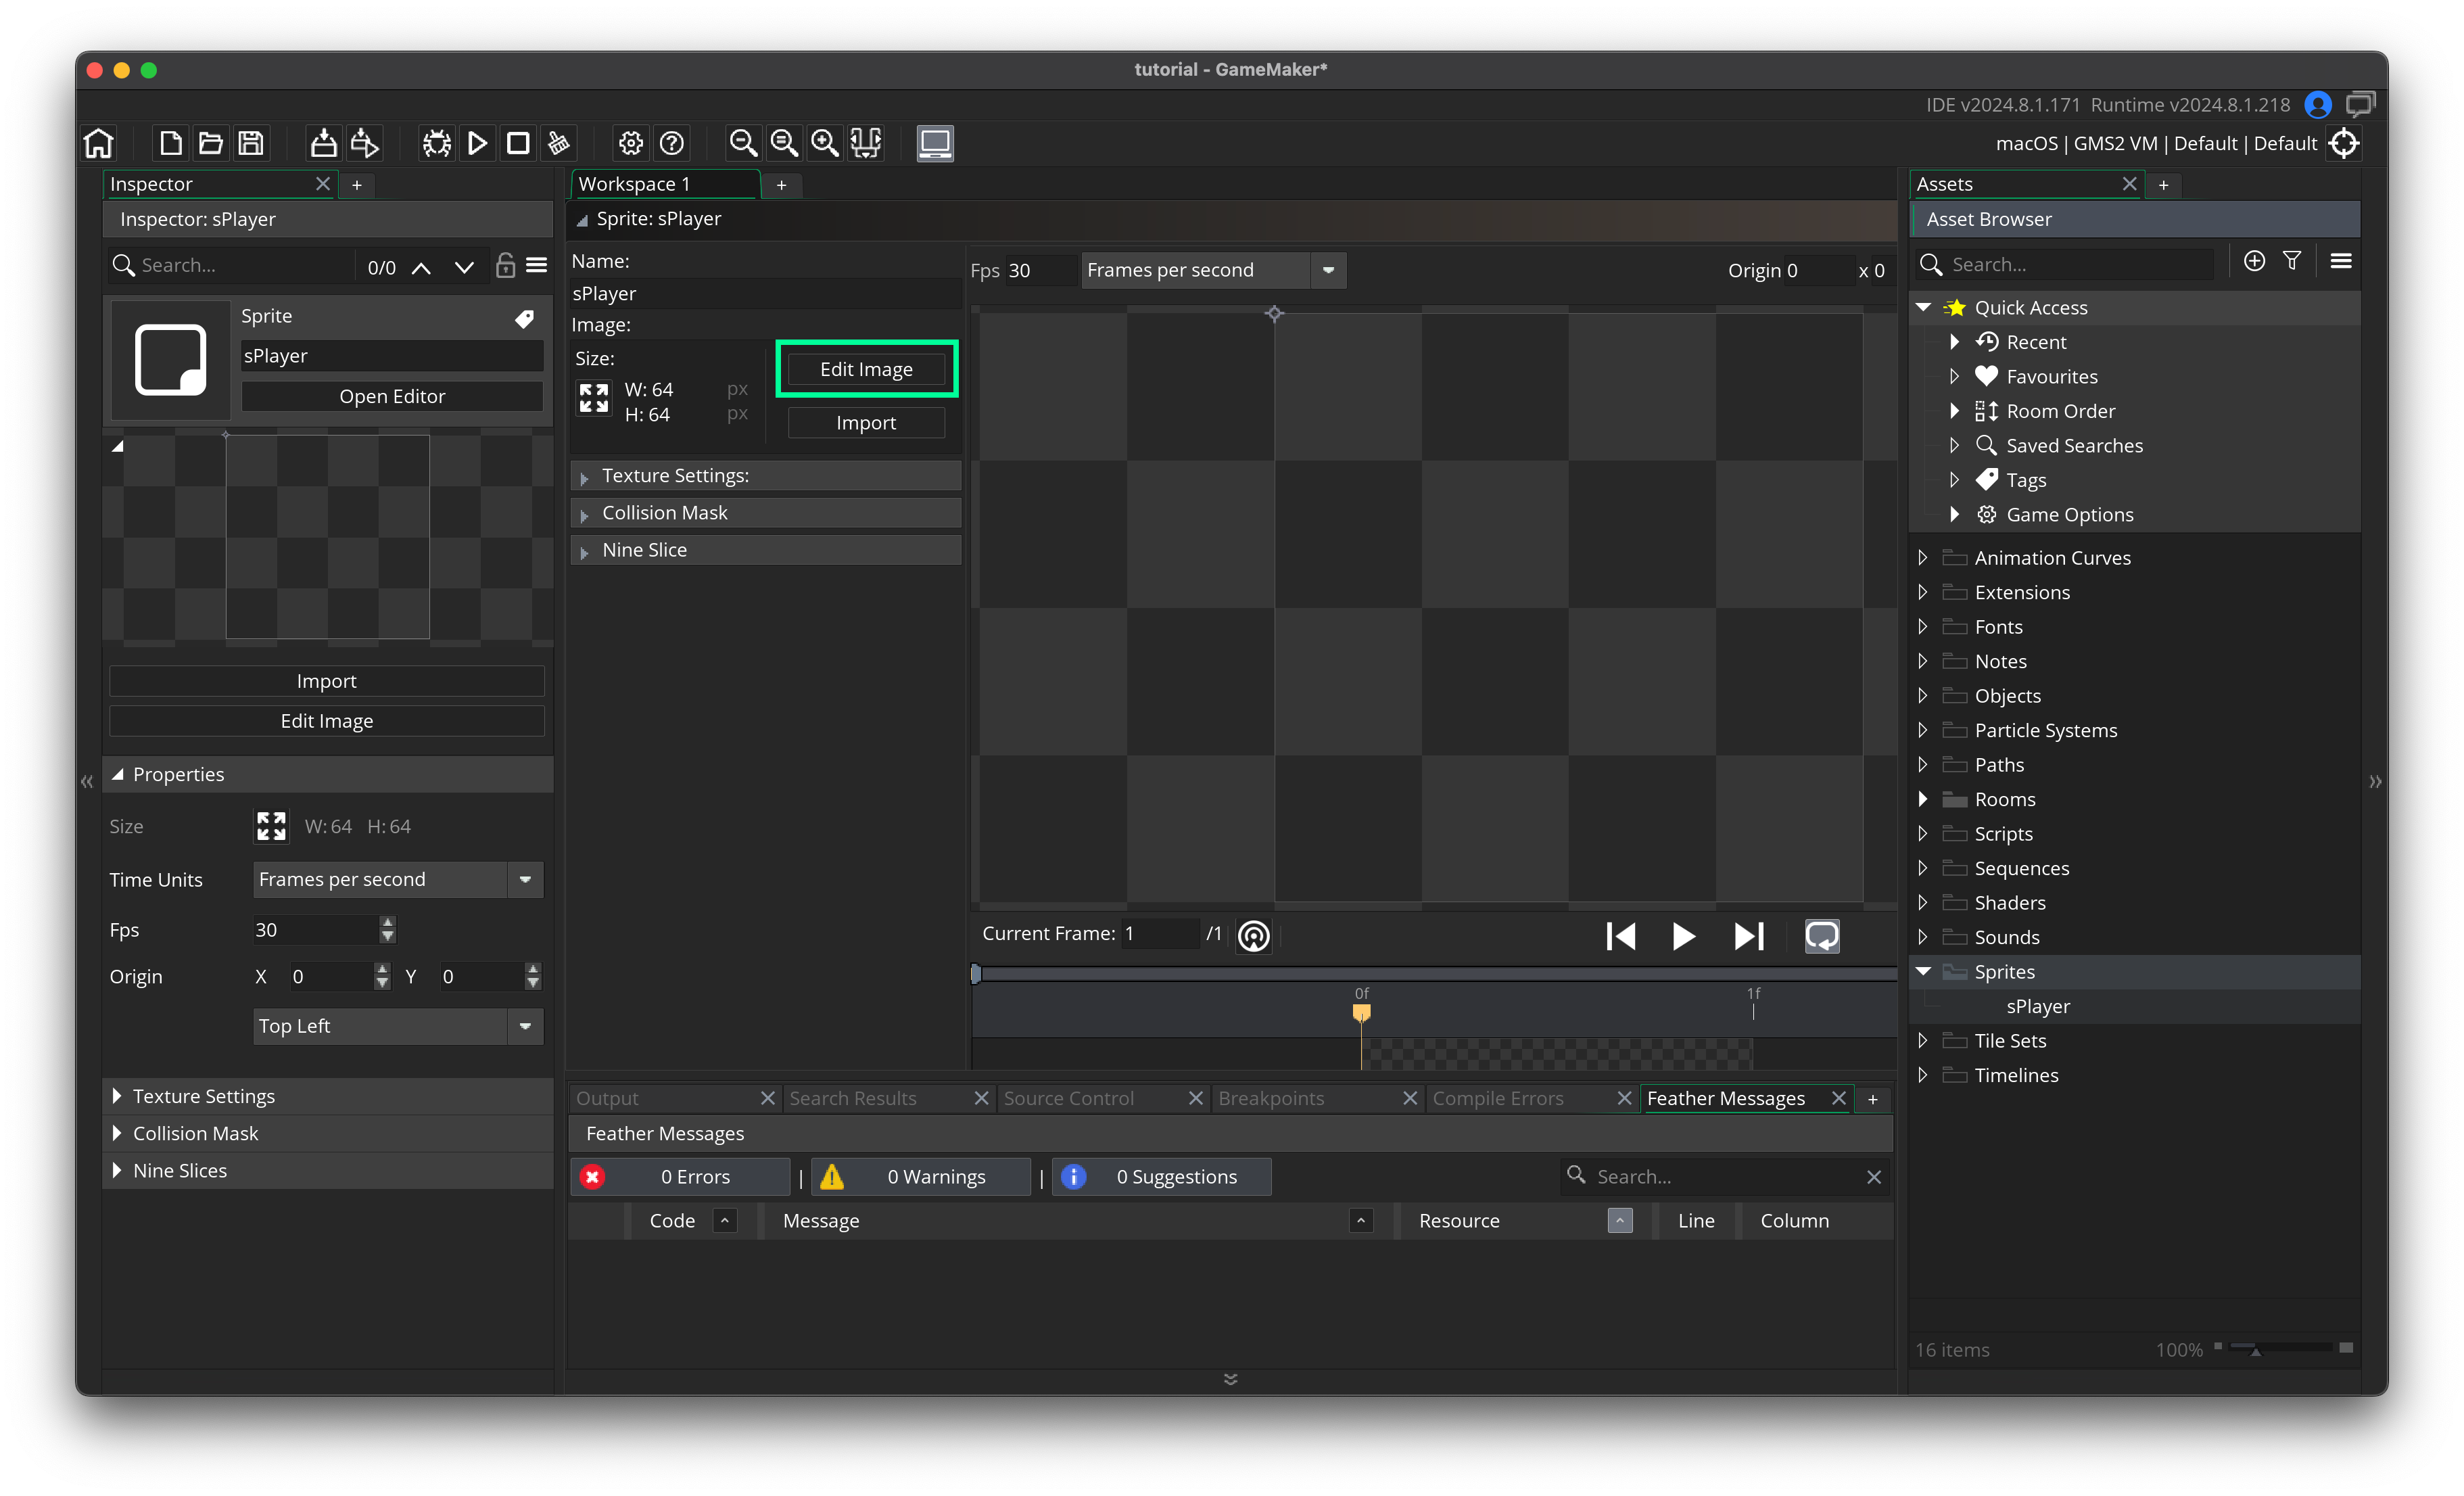 tutorial - GameMaker*
IDE v2024.8.1.171 Runtime v2024.8.1.218
macOS | GMS2 VM | Default | Default
Inspector
+
Inspector: sPlayer
Search...
0/0
Sprite
sPlayer
Open Editor
Import
Edit Image
Properties
Size
W: 64 H: 64
Time Units
Frames per second
Fps
30
Origin
X 0 Y 0
Top Left
Texture Settings
Collision Mask
Nine Slices
Workspace 1
+
Sprite: sPlayer
Name:
sPlayer
Image:
Size:
W: 64 px
H: 64 px
Edit Image
Import
Texture Settings:
Collision Mask
Nine Slice
Fps 30
Frames per second
Origin 0 x 0
Current Frame: 1 /1
0f
1f
Output
Search Results
Source Control
Breakpoints
Compile Errors
Feather Messages
+
Feather Messages
0 Errors | 0 Warnings | 0 Suggestions
Search...
Code
Message
Resource
Line
Column
Assets
+
Asset Browser
Search...
Quick Access
Recent
Favourites
Room Order
Saved Searches
Tags
Game Options
Animation Curves
Extensions
Fonts
Notes
Objects
Particle Systems
Paths
Rooms
Scripts
Sequences
Shaders
Sounds
Sprites
sPlayer
Tile Sets
Timelines
16 items
100%